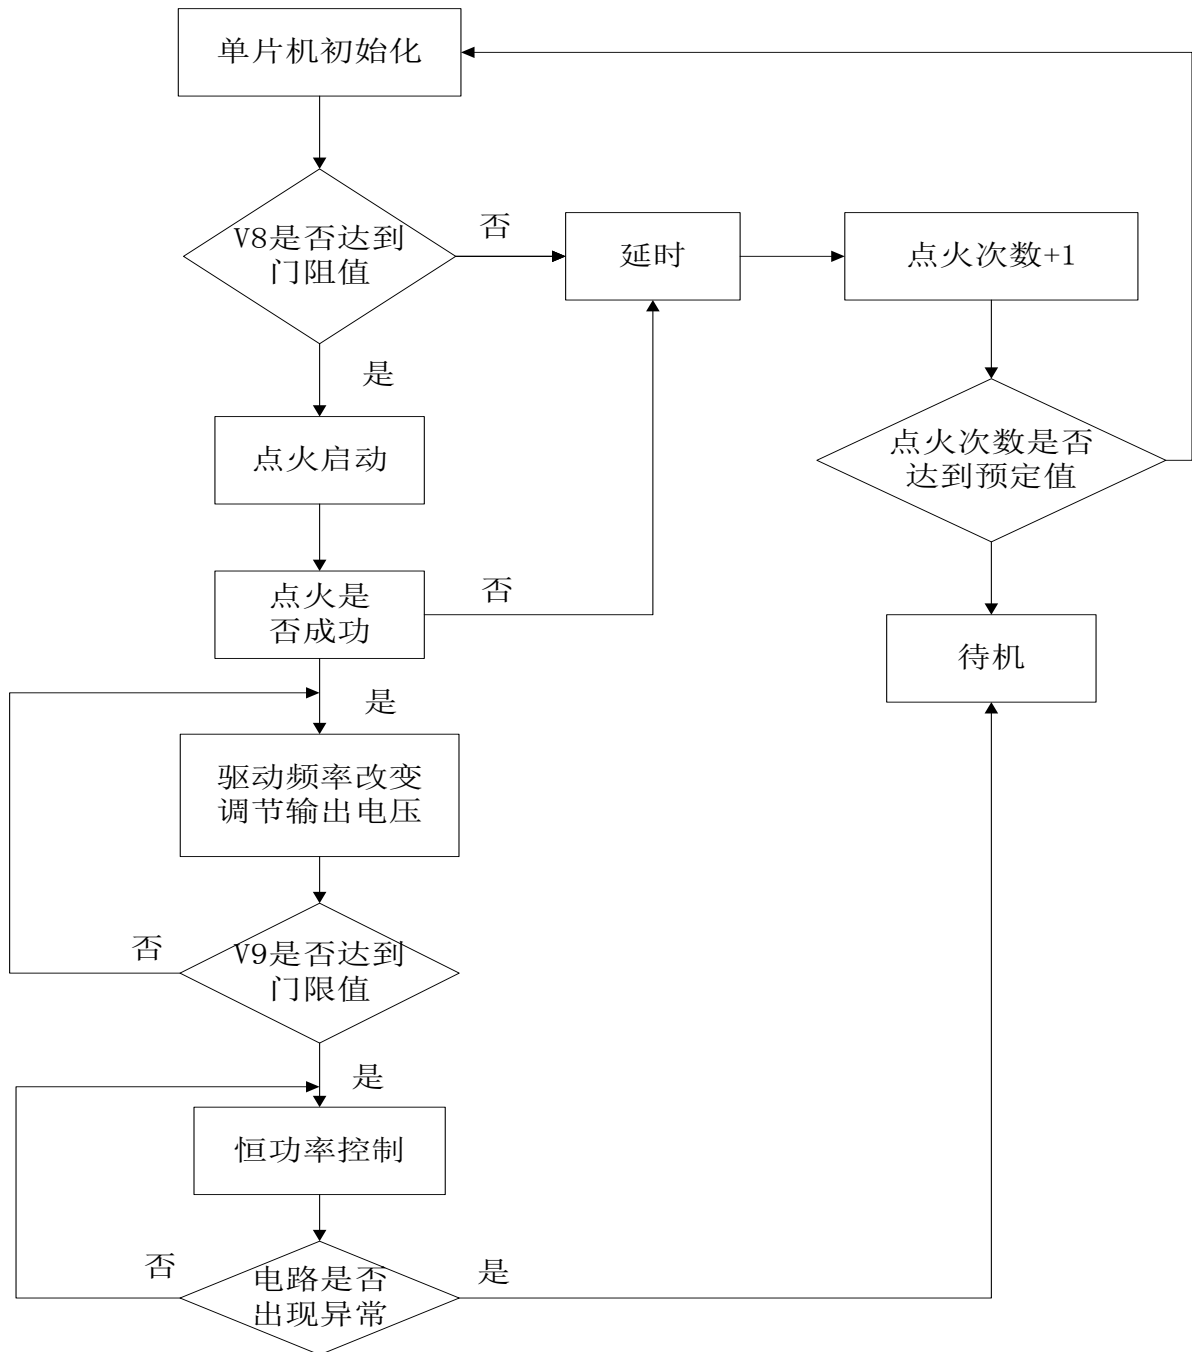 单片机初始化
V8是否达到
门阻值
否
延时
点火次数+1
是
点火启动
点火次数是否
达到预定值
点火是
否成功
否
待机
是
驱动频率改变
调节输出电压
V9是否达到
门限值
否
是
恒功率控制
电路是否
出现异常
否
是